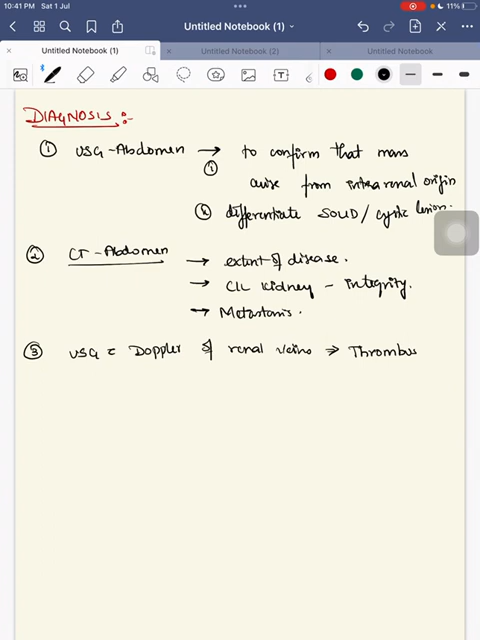 10:41 PM Sat 1 Jul
11%
Untitled Notebook (1)
Untitled Notebook (1)
Untitled Notebook (2)
Untitled Notebook
DIAGNOSIS :-
① USG-Abdomen → ① to confirm that mass
arise from intrarenal origin
② differentiate SOLID / cystic lesion.
② CT-Abdomen → extent of disease.
→ C/L Kidney - integrity.
→ Metastasis.
③ USG c̄ Doppler of renal veins ⇒ Thrombus